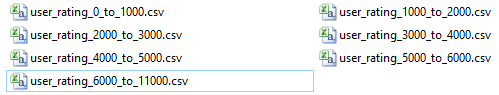 user_rating_0_to_1000.csv
user_rating_1000_to_2000.csv
user_rating_2000_to_3000.csv
user_rating_3000_to_4000.csv
user_rating_4000_to_5000.csv
user_rating_5000_to_6000.csv
user_rating_6000_to_11000.csv